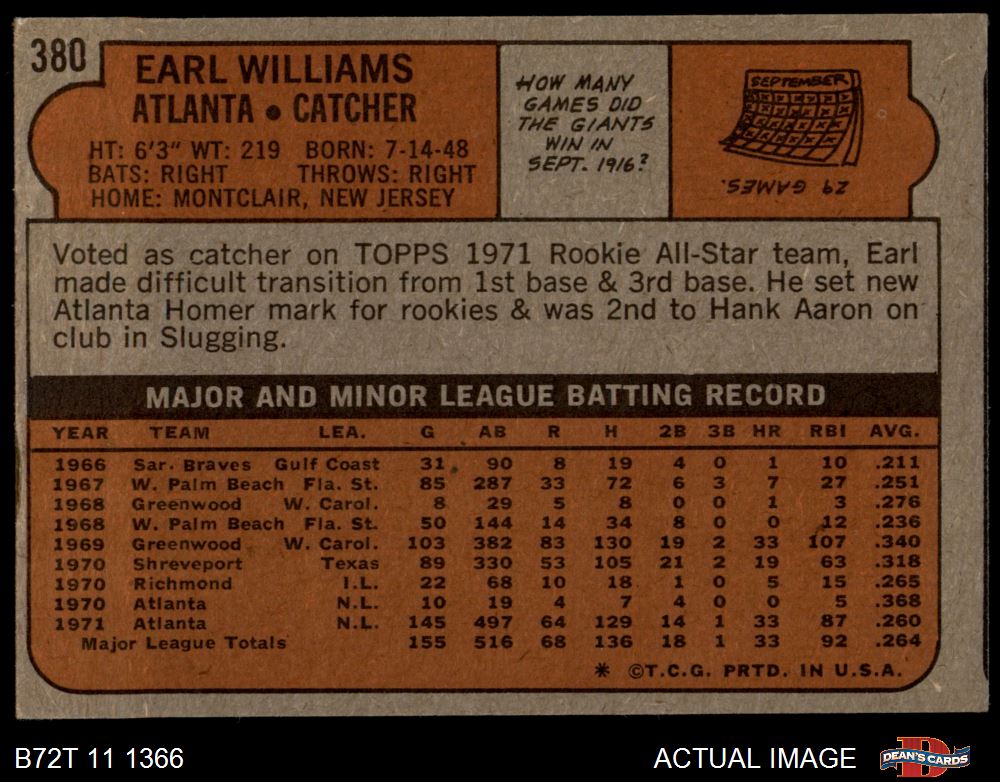 380
EARL WILLIAMS
ATLANTA • CATCHER
HT: 6'3" WT: 219 BORN: 7-14-48
BATS: RIGHT THROWS: RIGHT
HOME: MONTCLAIR, NEW JERSEY
HOW MANY
GAMES DID
THE GIANTS
WIN IN
SEPT. 1916?
SEPTEMBER
29 GAMES.
Voted as catcher on TOPPS 1971 Rookie All-Star team, Earl
made difficult transition from 1st base & 3rd base. He set new
Atlanta Homer mark for rookies & was 2nd to Hank Aaron on
club in Slugging.
MAJOR AND MINOR LEAGUE BATTING RECORD
YEAR TEAM LEA. G AB R H 2B 3B HR RBI AVG.
1966 Sar. Braves Gulf Coast 31 90 8 19 4 0 1 10 .211
1967 W. Palm Beach Fla. St. 85 287 33 72 6 3 7 27 .251
1968 Greenwood W. Carol. 8 29 5 8 0 0 1 3 .276
1968 W. Palm Beach Fla. St. 50 144 14 34 8 0 0 12 .236
1969 Greenwood W. Carol. 103 382 83 130 19 2 33 107 .340
1970 Shreveport Texas 89 330 53 105 21 2 19 63 .318
1970 Richmond I.L. 22 68 10 18 1 0 5 15 .265
1970 Atlanta N.L. 10 19 4 7 4 0 0 5 .368
1971 Atlanta N.L. 145 497 64 129 14 1 33 87 .260
Major League Totals 155 516 68 136 18 1 33 92 .264
* ©T.C.G. PRTD. IN U.S.A.
B72T 11 1366
ACTUAL IMAGE
DEAN'S CARDS